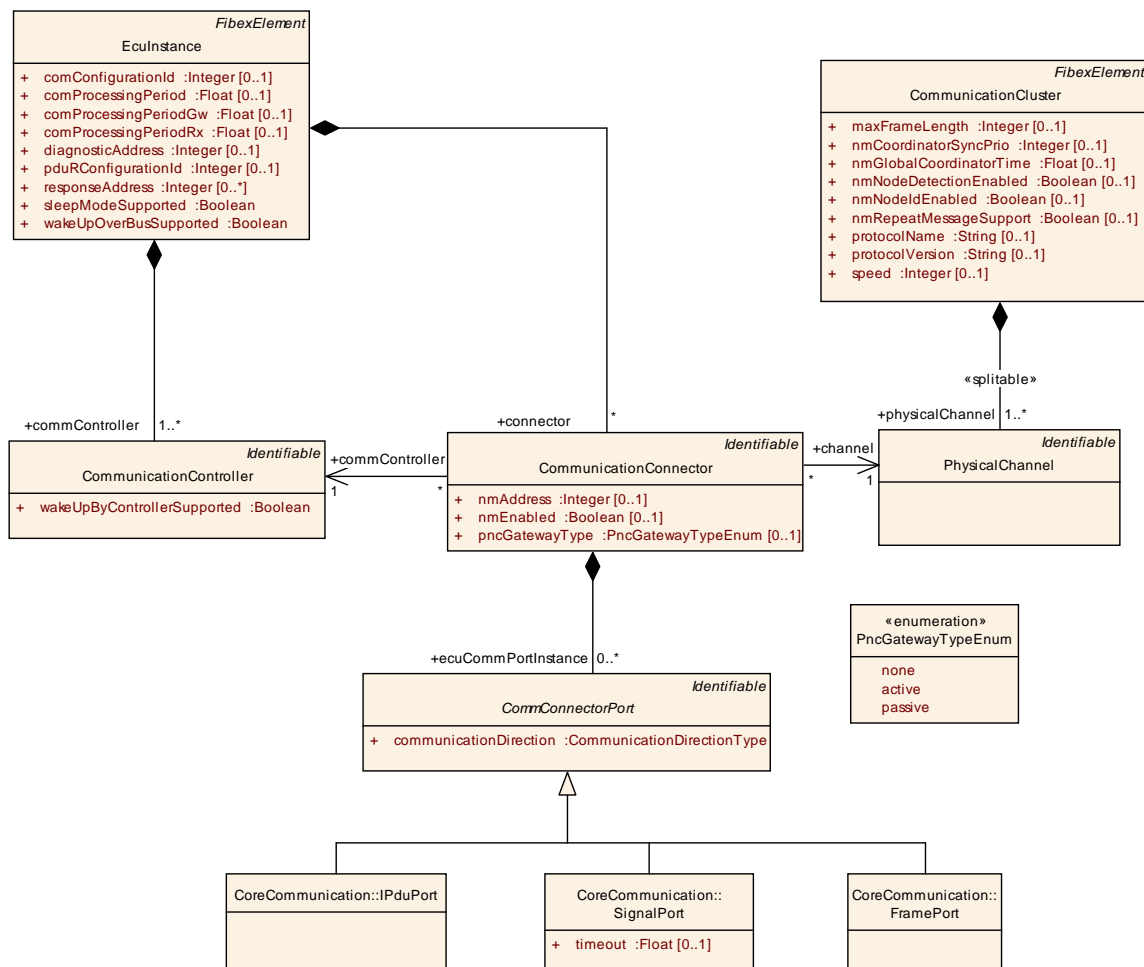 FibexElement
EcuInstance
+ comConfigurationId :Integer [0..1]
+ comProcessingPeriod :Float [0..1]
+ comProcessingPeriodGw :Float [0..1]
+ comProcessingPeriodRx :Float [0..1]
+ diagnosticAddress :Integer [0..1]
+ pduRConfigurationId :Integer [0..1]
+ responseAddress :Integer [0..*]
+ sleepModeSupported :Boolean
+ wakeUpOverBusSupported :Boolean
FibexElement
CommunicationCluster
+ maxFrameLength :Integer [0..1]
+ nmCoordinatorSyncPrio :Integer [0..1]
+ nmGlobalCoordinatorTime :Float [0..1]
+ nmNodeDetectionEnabled :Boolean [0..1]
+ nmNodeIdEnabled :Boolean [0..1]
+ nmRepeatMessageSupport :Boolean [0..1]
+ protocolName :String [0..1]
+ protocolVersion :String [0..1]
+ speed :Integer [0..1]
«splitable»
+commController 1..*
+connector *
+physicalChannel 1..*
Identifiable
CommunicationController
+ wakeUpByControllerSupported :Boolean
+commController
1 *
Identifiable
CommunicationConnector
+ nmAddress :Integer [0..1]
+ nmEnabled :Boolean [0..1]
+ pncGatewayType :PncGatewayTypeEnum [0..1]
+channel
* 1
Identifiable
PhysicalChannel
«enumeration»
PncGatewayTypeEnum
none
active
passive
+ecuCommPortInstance 0..*
Identifiable
CommConnectorPort
+ communicationDirection :CommunicationDirectionType
CoreCommunication::IPduPort
CoreCommunication::
SignalPort
+ timeout :Float [0..1]
CoreCommunication::
FramePort